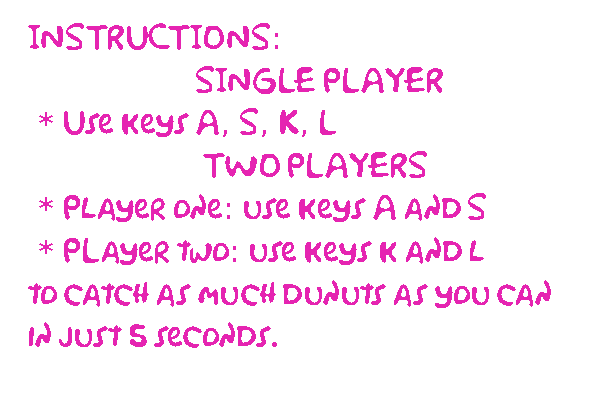 INSTRUCTIONS:
SINGLE PLAYER
* Use Keys A, S, K, L
TWO PLAYERS
* PLAYER ONE: USE KEYS A AND S
* PLAYER TWO: USE KEYS K AND L
TO CATCH AS MUCH DUNUTS AS YOU CAN
IN JUST 5 SECONDS.